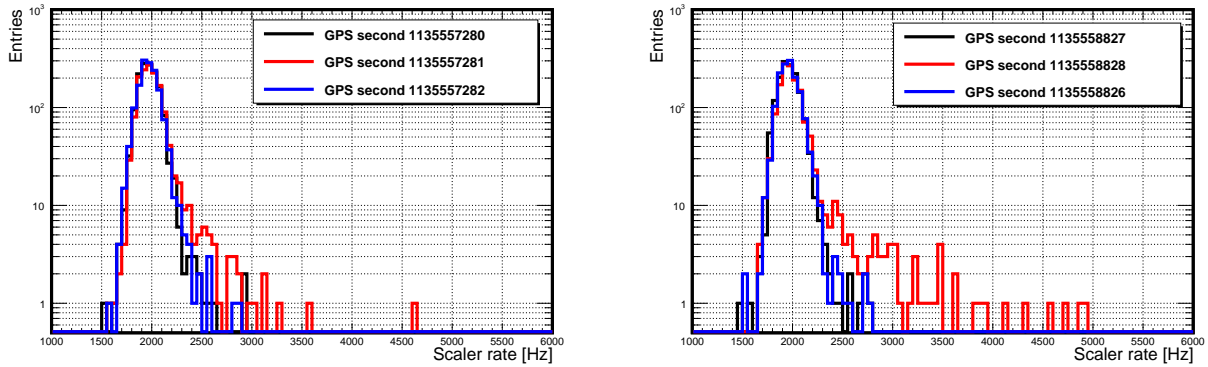 Entries
10³
10²
10
1
GPS second 1135557280
GPS second 1135557281
GPS second 1135557282
1000 1500 2000 2500 3000 3500 4000 4500 5000 5500 6000
Scaler rate [Hz]
Entries
10³
10²
10
1
GPS second 1135558827
GPS second 1135558828
GPS second 1135558826
1000 1500 2000 2500 3000 3500 4000 4500 5000 5500 6000
Scaler rate [Hz]